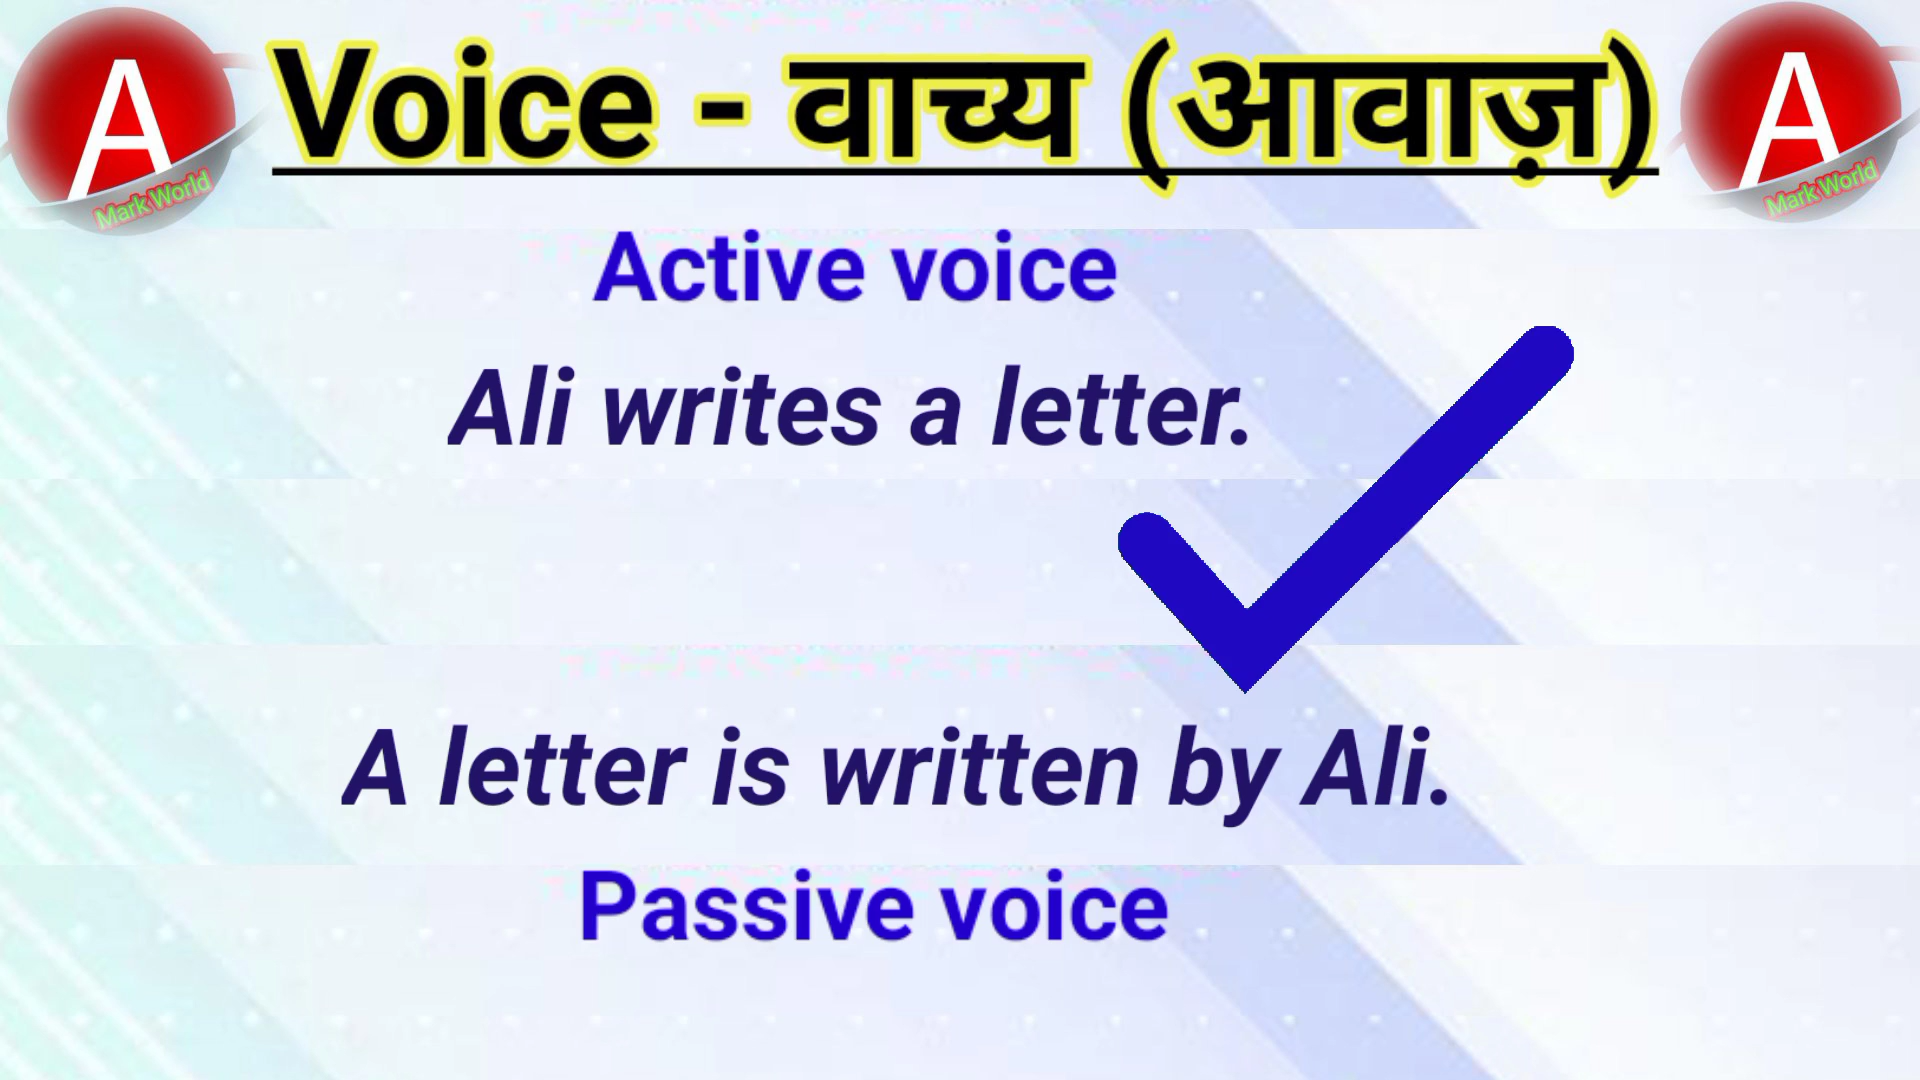 A Voice - वाच्य (आवाज़) A
Mark World Mark World
Active voice
Ali writes a letter.
A letter is written by Ali.
Passive voice